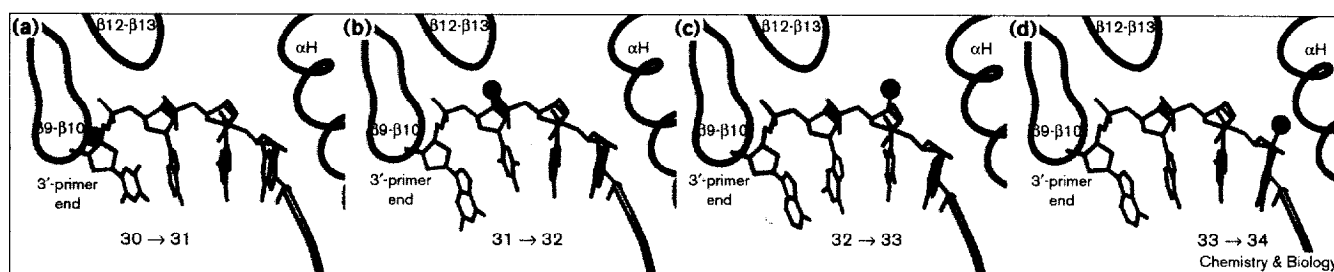 (a)
β12-β13
β9-β10
3′-primer
end
30 → 31
(b)
β12-β13
αH
β9-β10
3′-primer
end
31 → 32
(c)
β12-β13
αH
β9-β10
3′-primer
end
32 → 33
(d)
β12-β13
αH
β9-β10
3′-primer
end
33 → 34
Chemistry & Biology